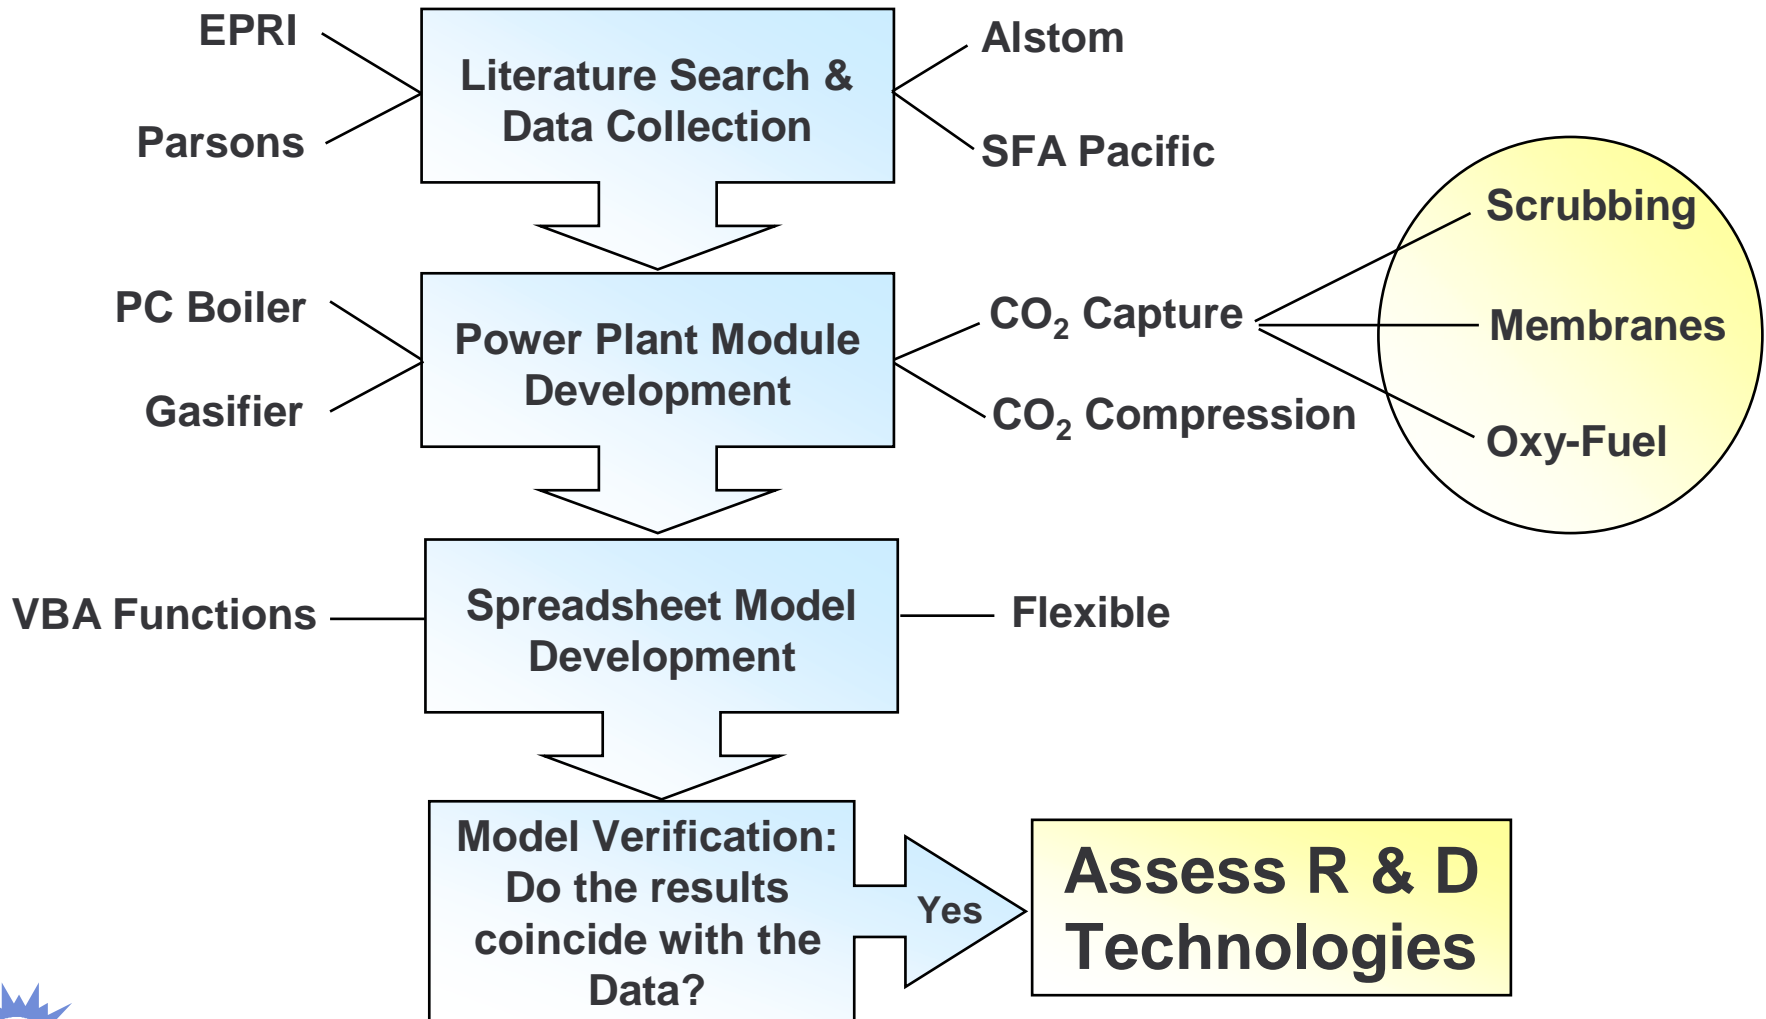 EPRI
Parsons
Literature Search &
Data Collection
Alstom
SFA Pacific
PC Boiler
Gasifier
Power Plant Module
Development
CO₂ Capture
CO₂ Compression
Scrubbing
Membranes
Oxy-Fuel
VBA Functions
Spreadsheet Model
Development
Flexible
Model Verification:
Do the results
coincide with the
Data?
Yes
Assess R & D
Technologies